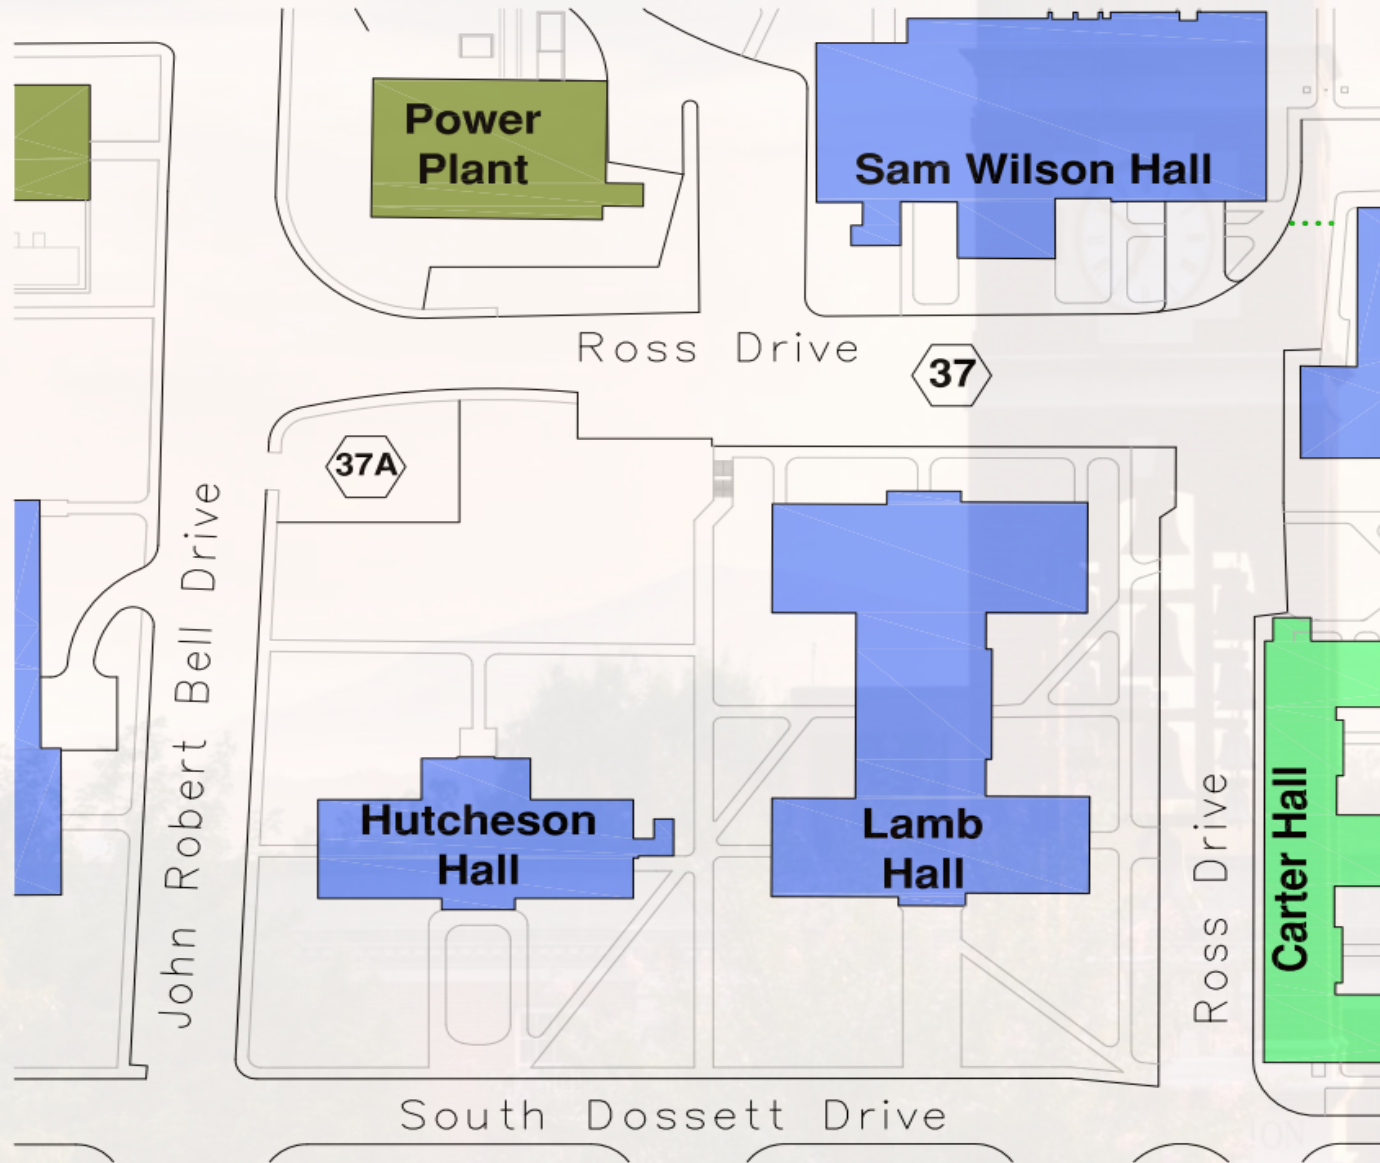 Power
Plant
Sam Wilson Hall
Ross Drive
37
37A
John Robert Bell Drive
Hutcheson
Hall
Lamb
Hall
Ross Drive
Carter Hall
South Dossett Drive